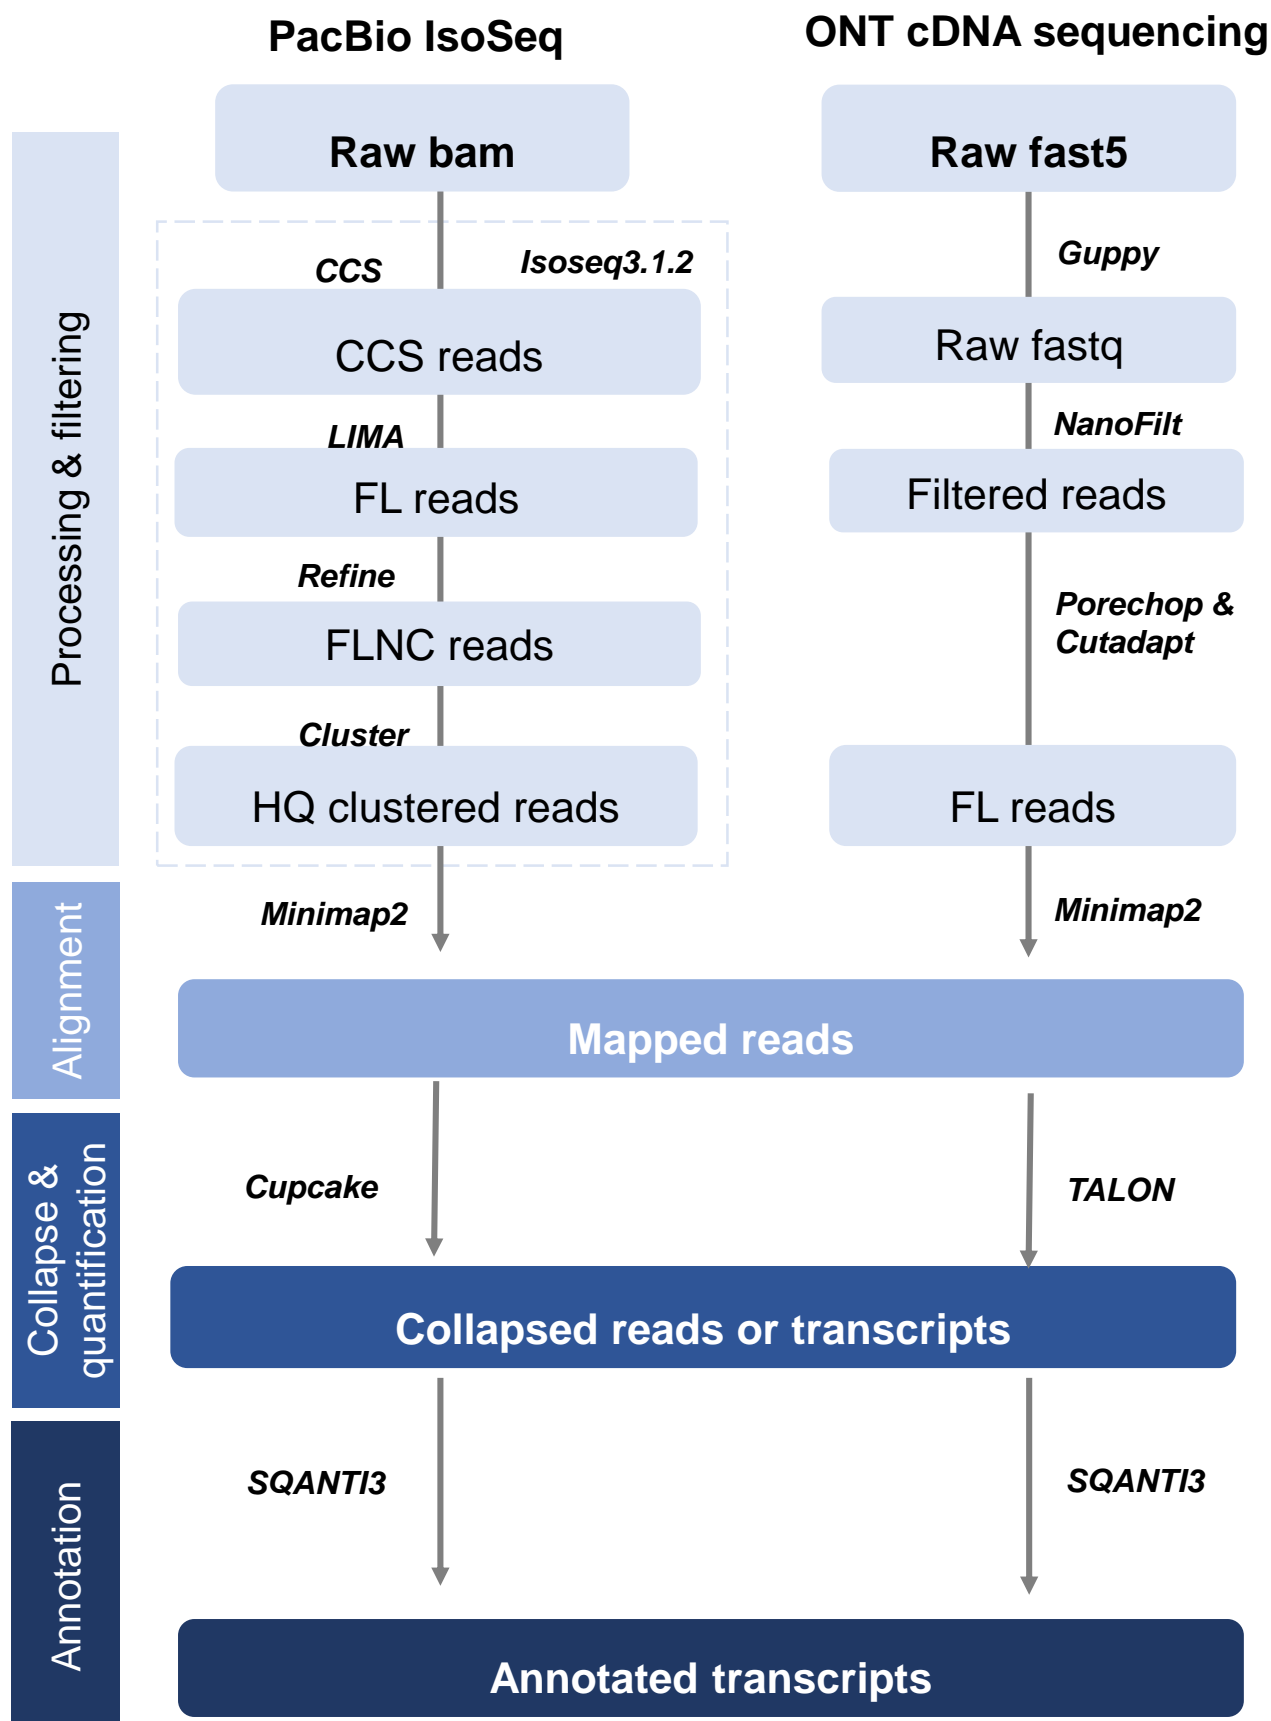 PacBio IsoSeq
ONT cDNA sequencing
Raw bam
Raw fast5
Processing & filtering
CCS
Isoseq3.1.2
Guppy
CCS reads
Raw fastq
LIMA
NanoFilt
FL reads
Filtered reads
Refine
Porechop &
Cutadapt
FLNC reads
Cluster
HQ clustered reads
FL reads
Alignment
Minimap2
Minimap2
Mapped reads
Collapse &
quantification
Cupcake
TALON
Collapsed reads or transcripts
Annotation
SQANTI3
SQANTI3
Annotated transcripts